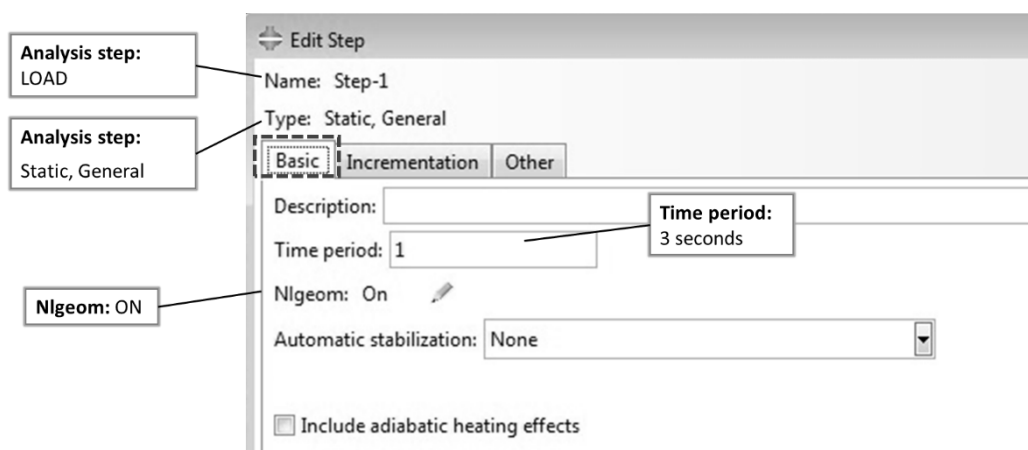 Edit Step
Analysis step:
LOAD
Name: Step-1
Type: Static, General
Analysis step:
Static, General
Basic Incrementation Other
Description:
Time period:
3 seconds
Time period: 1
Nlgeom: On
Nlgeom: ON
Automatic stabilization: None
Include adiabatic heating effects